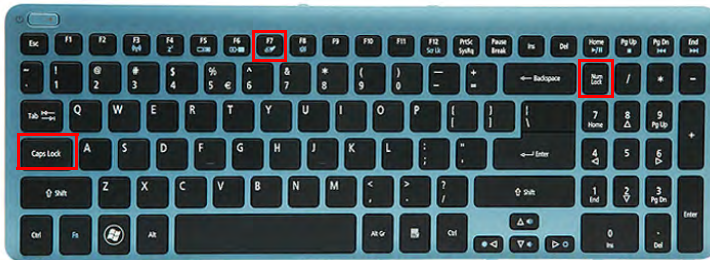 Esc F1 F2 F3 F4 F5 F6 F7 F8 F9 F10 F11 F12 Scr Lk PrtSc SysRq Pause Break Ins Del Home Pg Up Pg Dn End
~ ` ! 1 @ 2 # 3 $ 4 % 5 € ^ 6 & 7 * 8 ( 9 ) 0 — - + = ← Backspace Num Lock / * -
Tab Q W E R T Y U I O P { [ } ] | \ 7 Home 8 9 Pg Up +
Caps Lock A S D F G H J K L : ; " ' Enter 4 5 6
Shift Z X C V B N M < , > . ? / Shift 1 End 2 3 Pg Dn Enter
Ctrl Fn Alt Alt Gr Ctrl 0 Ins . Del